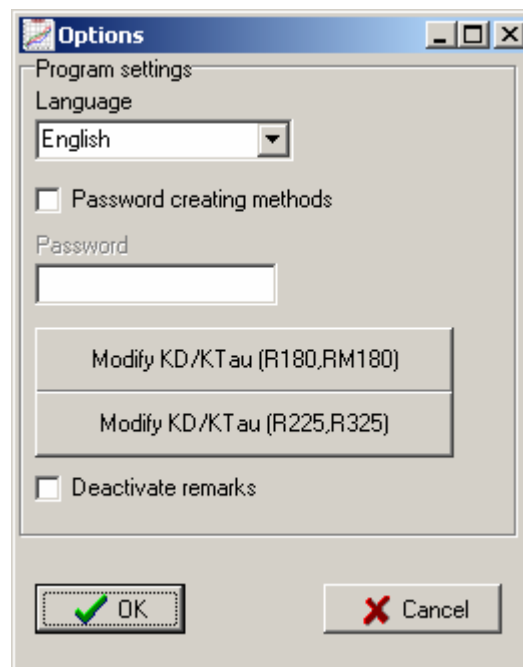 Options
Program settings
Language
English
Password creating methods
Password
Modify KD/KTau (R180,RM180)
Modify KD/KTau (R225,R325)
Deactivate remarks
OK
Cancel